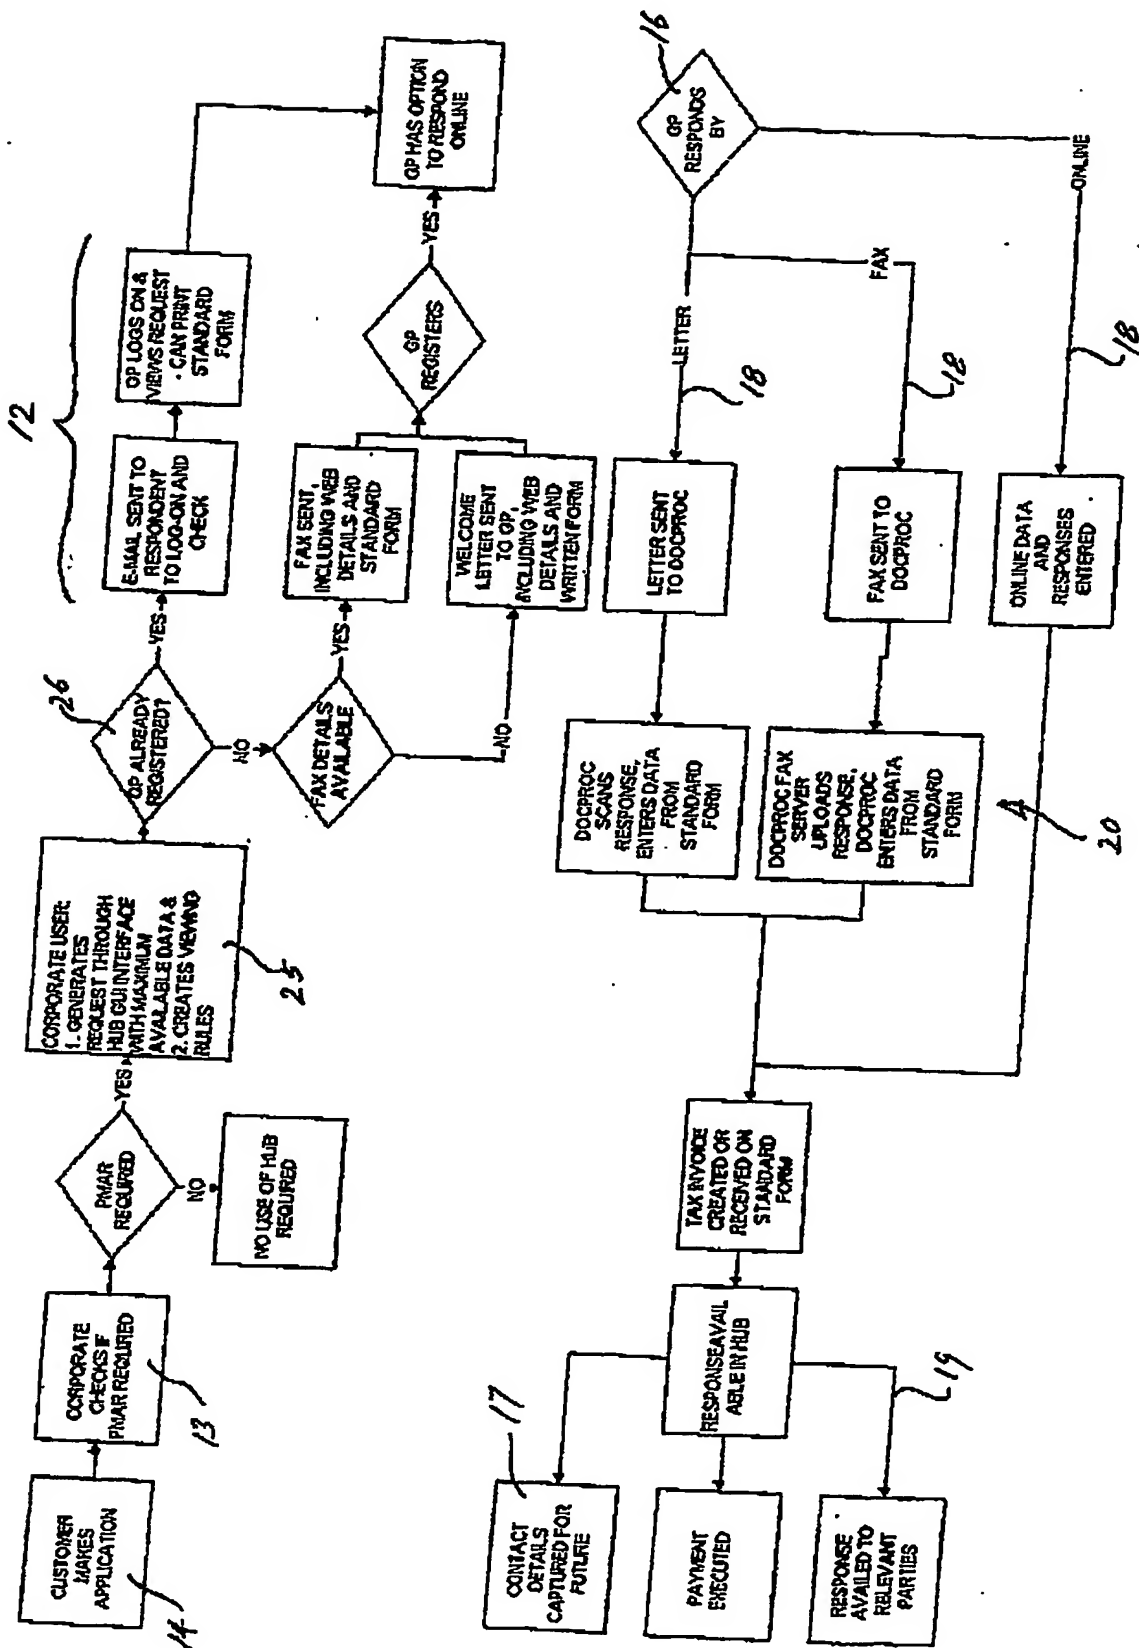 CUSTOMER
MAKES
APPLICATION
14
CORPORATE
CHECKS IF
PMAR REQUIRED
13
PMAR
REQUIRED
YES
NO
NO USE OF HUB
REQUIRED
CORPORATE USER:
1. GENERATES
REQUEST THROUGH
HUB GUI INTERFACE
WITH MAXIMUM
AVAILABLE DATA &
2. CREATES VIEWING
RULES
25
GP ALREADY
REGISTERED?
26
YES
NO
FAX DETAILS
AVAILABLE
YES
NO
12
E-MAIL SENT TO
RESPONDENT
TO LOG-ON AND
CHECK
GP LOGS ON &
VIEWS REQUEST
- CAN PRINT
STANDARD
FORM
FAX SENT,
INCLUDING WEB
DETAILS AND
STANDARD
FORM
WELCOME
LETTER SENT
TO GP,
INCLUDING WEB
DETAILS AND
WRITTEN FORM
GP
REGISTERS
YES
GP HAS OPTION
TO RESPOND
ONLINE
16
GP
RESPONDS
BY
LETTER
FAX
ONLINE
18
18
18
LETTER SENT
TO DOCPROC
FAX SENT TO
DOCPROC
ONLINE DATA
AND
RESPONSES
ENTERED
DOCPROC
SCANS
RESPONSE,
ENTERS DATA
FROM
STANDARD
FORM
DOCPROC FAX
SERVER
UPLOADS
RESPONSE,
DOCPROC
ENTERS DATA
FROM
STANDARD
FORM
20
TAX INVOICE
CREATED OR
RECEIVED ON
STANDARD
FORM
RESPONSE AVAIL
ABLE IN HUB
17
CONTACT
DETAILS
CAPTURED FOR
FUTURE
PAYMENT
EXECUTED
19
RESPONSE
AVAILED TO
RELEVANT
PARTIES